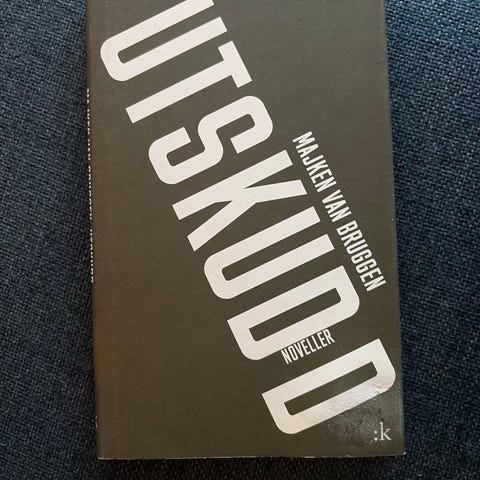 UTSKUDD
MAJKEN VAN BRUGGEN
NOVELLER
:k